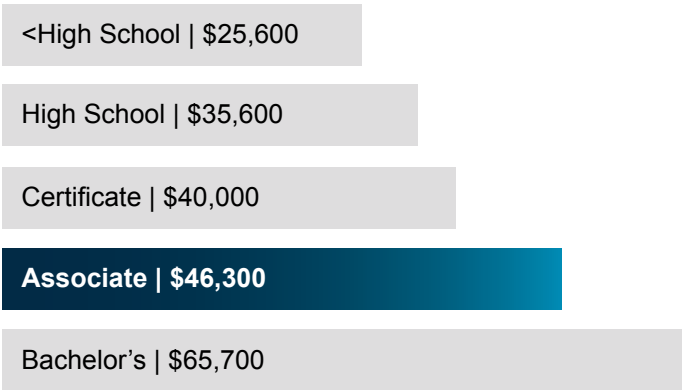 <High School | $25,600
High School | $35,600
Certificate | $40,000
Associate | $46,300
Bachelor’s | $65,700